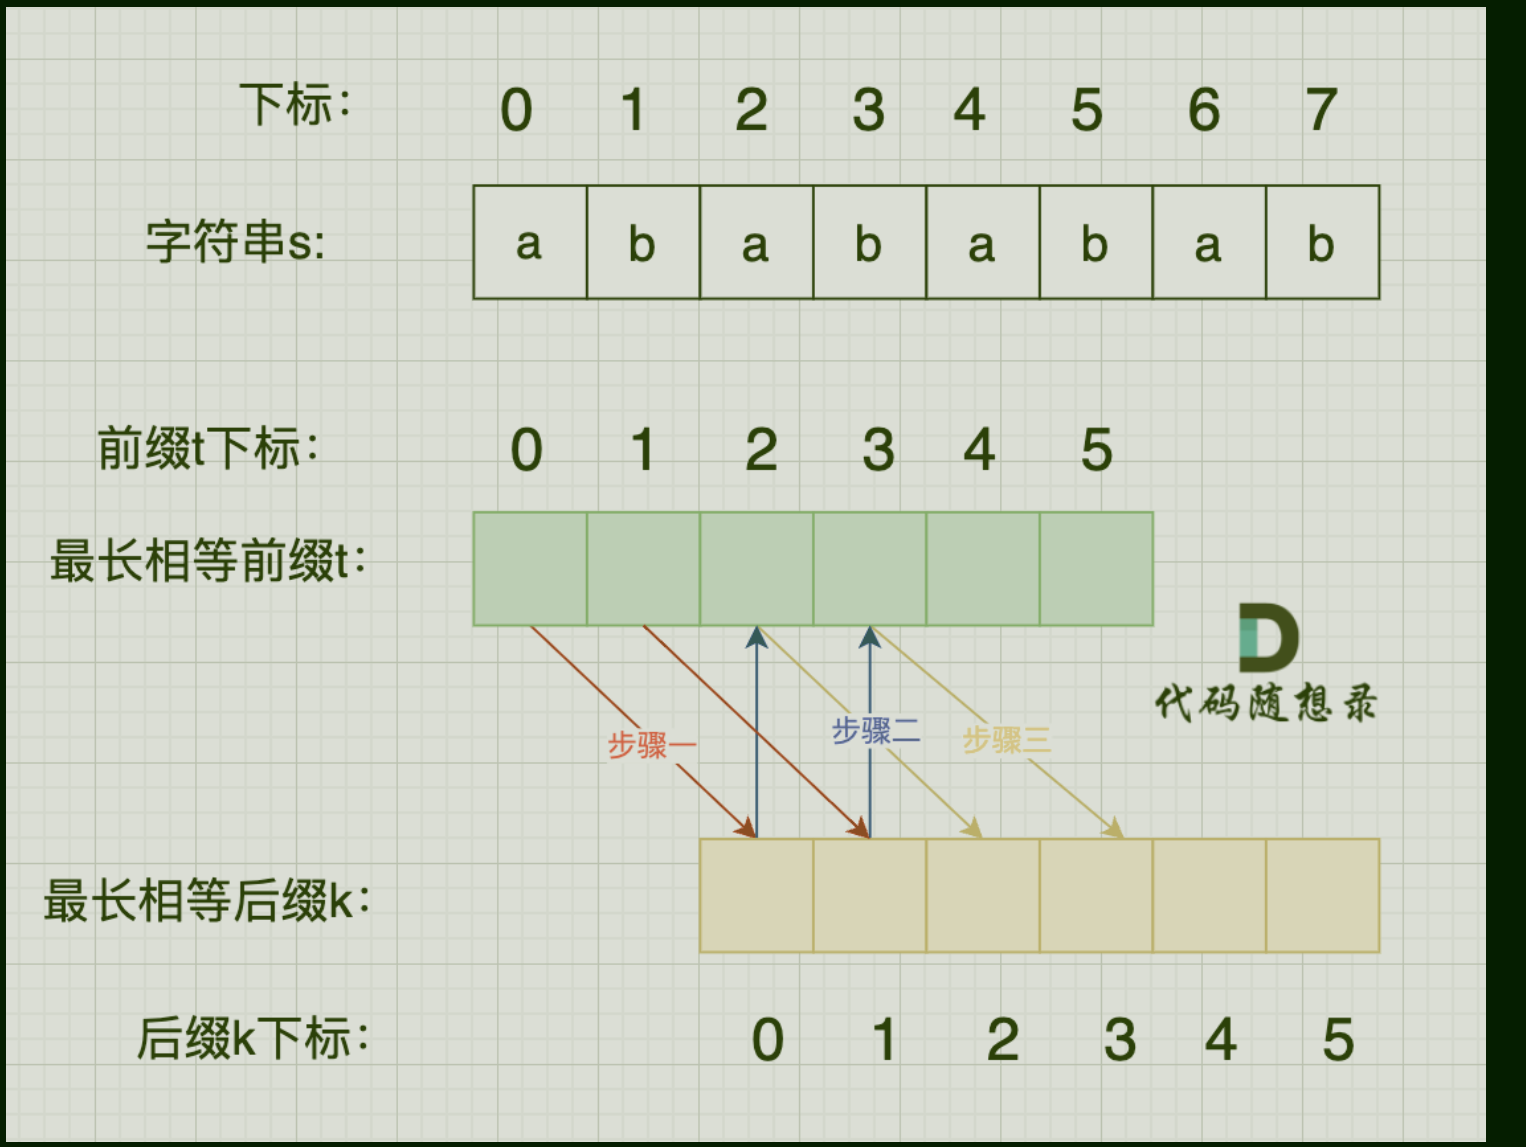 下标： 0 1 2 3 4 5 6 7
字符串s: a b a b a b a b
前缀t下标： 0 1 2 3 4 5
最长相等前缀t：
代码随想录
步骤一 步骤二 步骤三
最长相等后缀k：
后缀k下标： 0 1 2 3 4 5